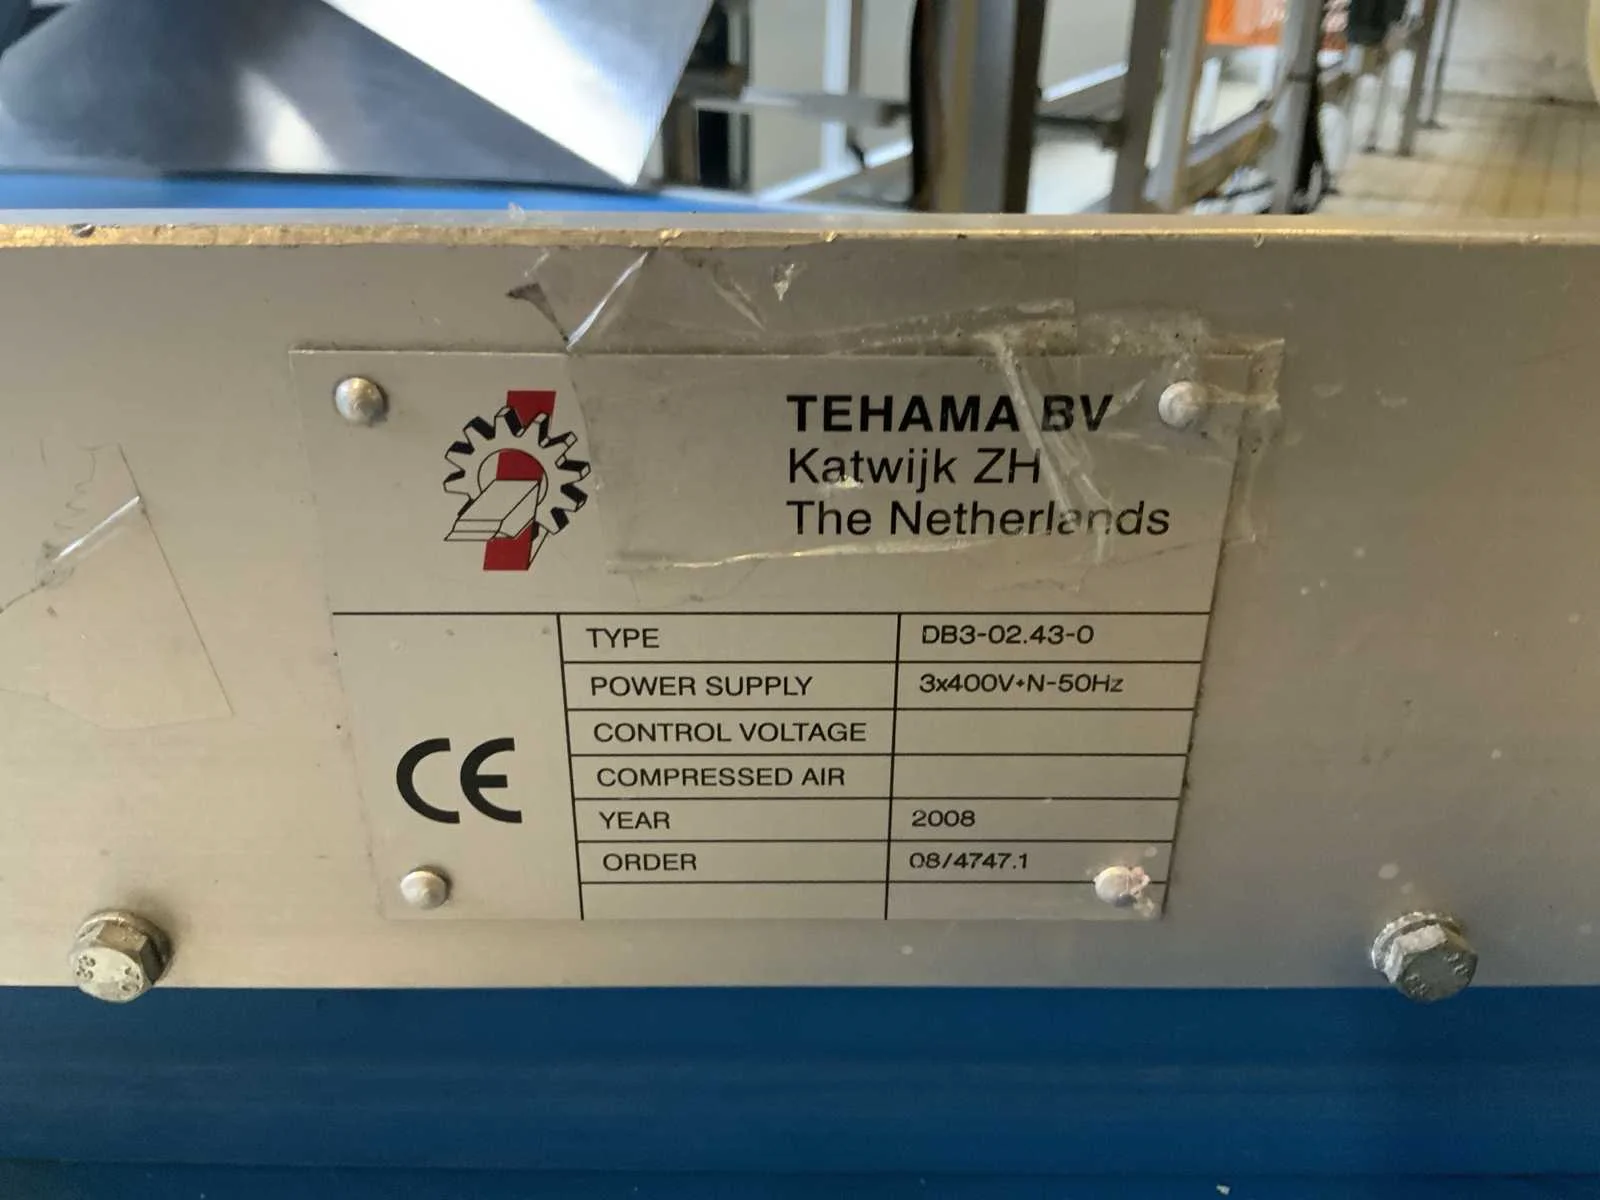 TEHAMA BV
Katwijk ZH
The Netherlands
TYPE DB3-02.43-0
POWER SUPPLY 3x400V+N-50Hz
CONTROL VOLTAGE
COMPRESSED AIR
YEAR 2008
ORDER 08/4747.1
CE